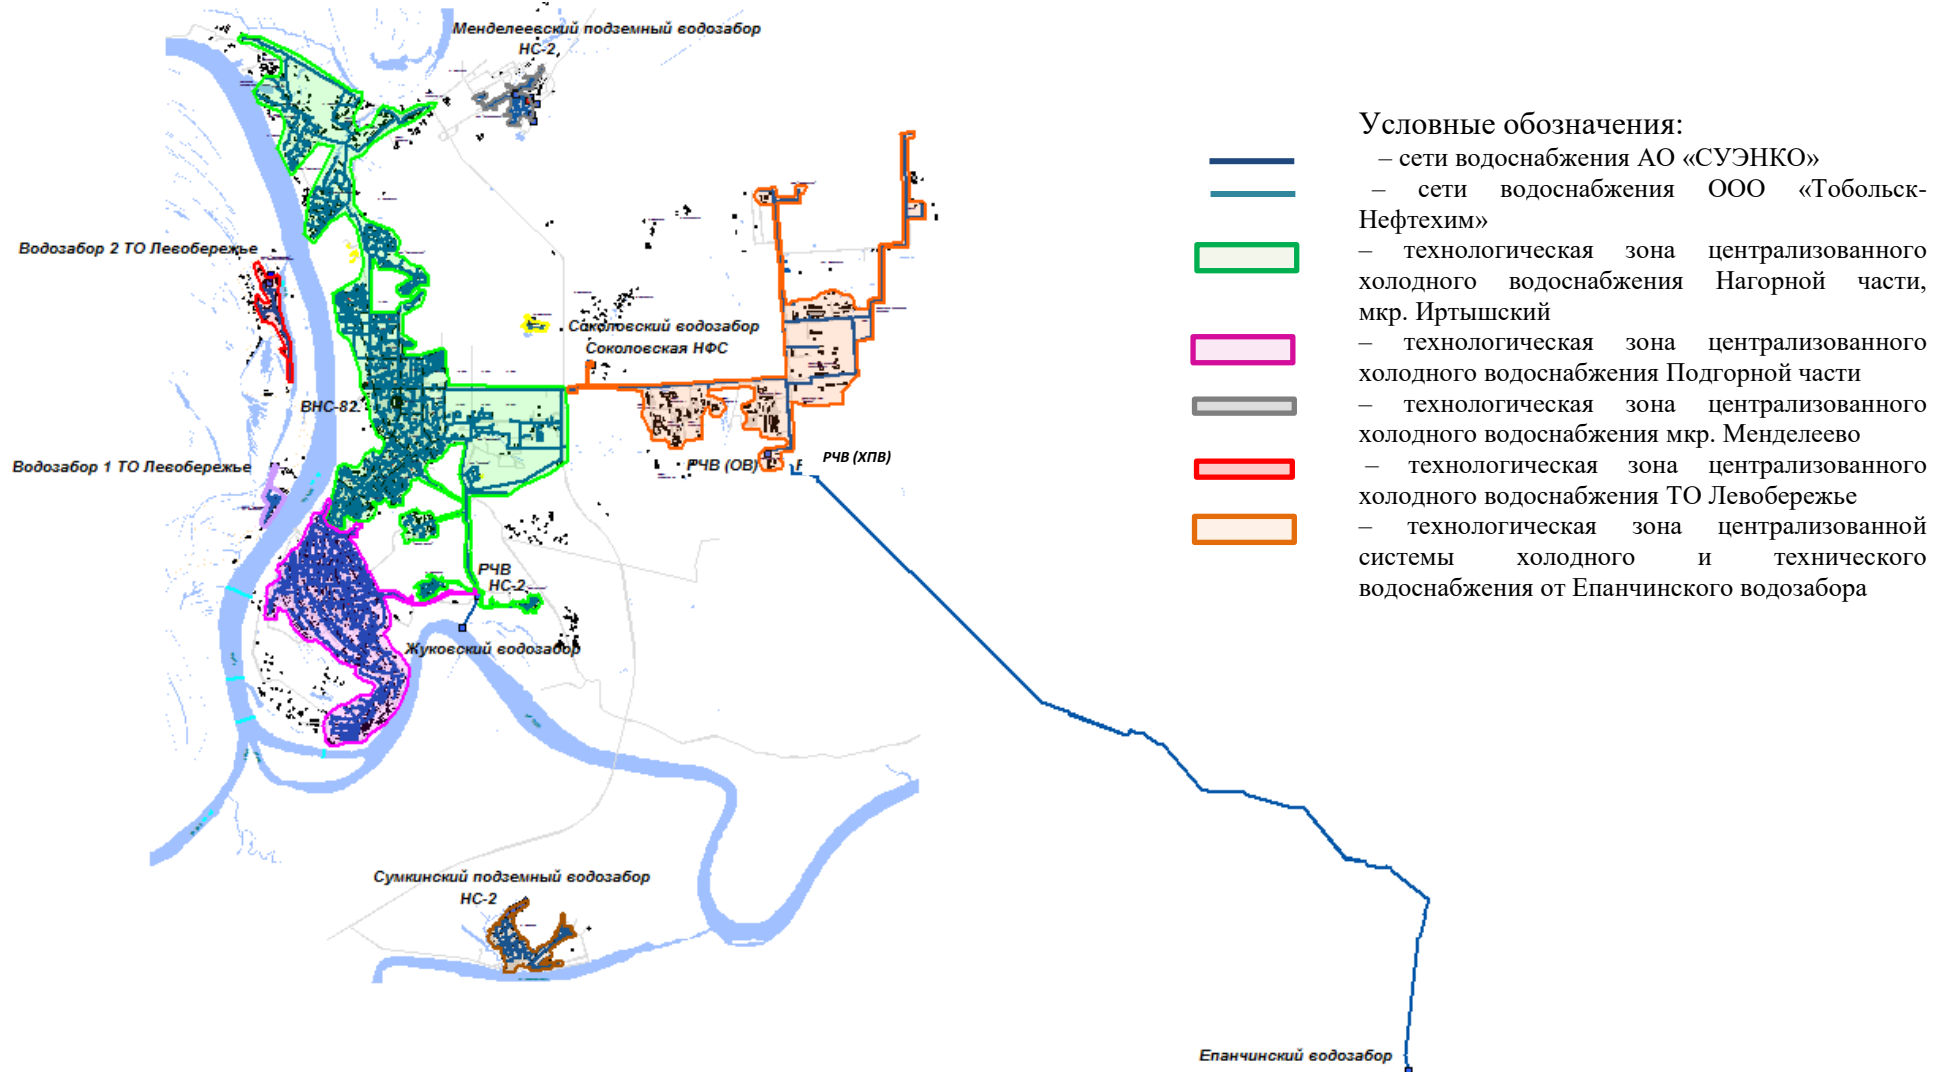 Менделеевский подземный водозабор
НС-2
Водозабор 2 ТО Левобережье
Соколовский водозабор
Соколовская НФС
ВНС-82
Водозабор 1 ТО Левобережье
РЧВ (ОВ)
РЧВ (ХПВ)
РЧВ
НС-2
Жуковский водозабор
Сумкинский подземный водозабор
НС-2
Епанчинский водозабор
Условные обозначения:
– сети водоснабжения АО «СУЭНКО»
– сети водоснабжения ООО «Тобольск-
Нефтехим»
– технологическая зона централизованного
холодного водоснабжения Нагорной части,
мкр. Иртышский
– технологическая зона централизованного
холодного водоснабжения Подгорной части
– технологическая зона централизованного
холодного водоснабжения мкр. Менделеево
– технологическая зона централизованного
холодного водоснабжения ТО Левобережье
– технологическая зона централизованной
системы холодного и технического
водоснабжения от Епанчинского водозабора